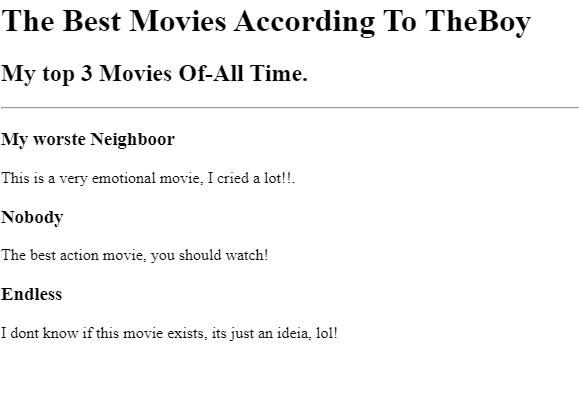 The Best Movies According To TheBoy
My top 3 Movies Of-All Time.
My worste Neighboor
This is a very emotional movie, I cried a lot!!.
Nobody
The best action movie, you should watch!
Endless
I dont know if this movie exists, its just an ideia, lol!